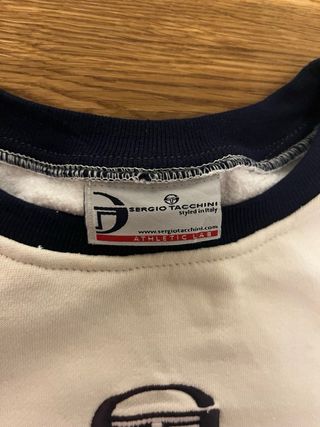 SERGIO TACCHINI
Styled in Italy
www.sergiotacchini.com
ATHLETIC LAB